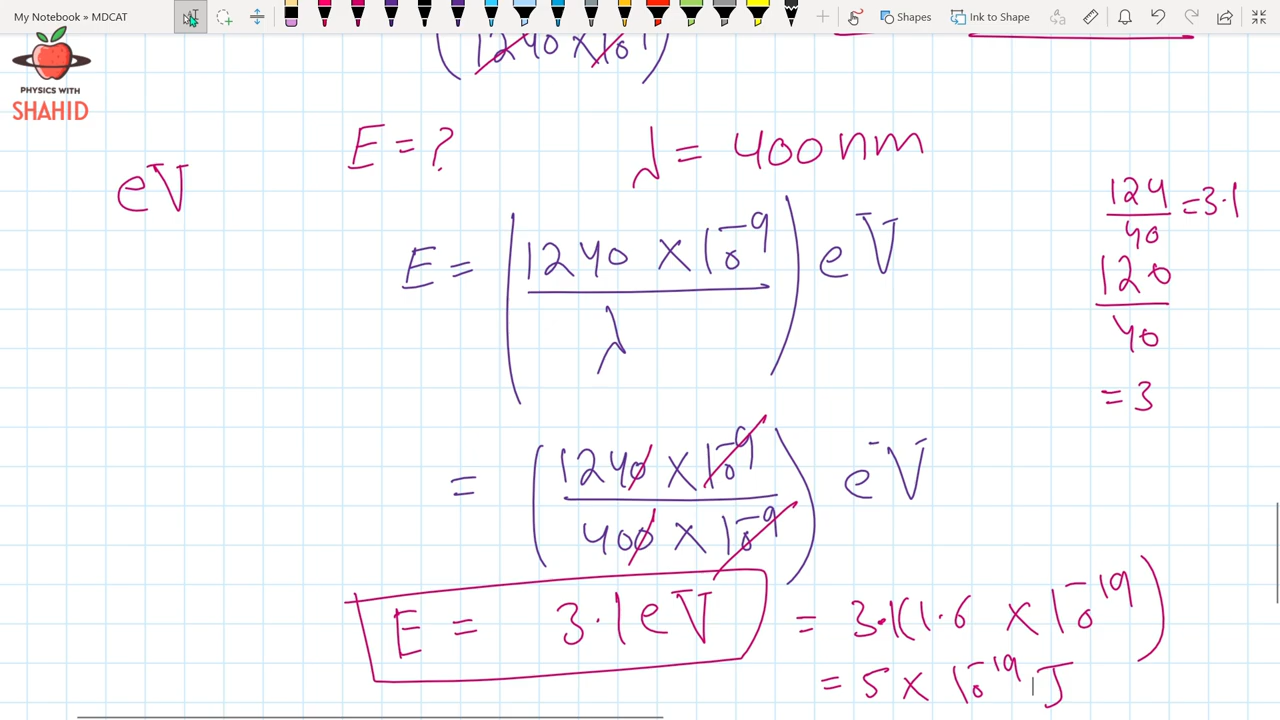 My Notebook » MDCAT
Shapes
Ink to Shape
(1240 × 10
PHYSICS WITH
SHAHID
eV
E = ?
λ = 400 nm
E = (1240 × 10⁻⁹ / λ) eV
124/40 = 3.1
120/40
= 3
= (1240 × 10⁻⁹ / 400 × 10⁻⁹) eV
E = 3.1 eV
= 3.1(1.6 × 10⁻¹⁹)
= 5 × 10⁻¹⁹ J